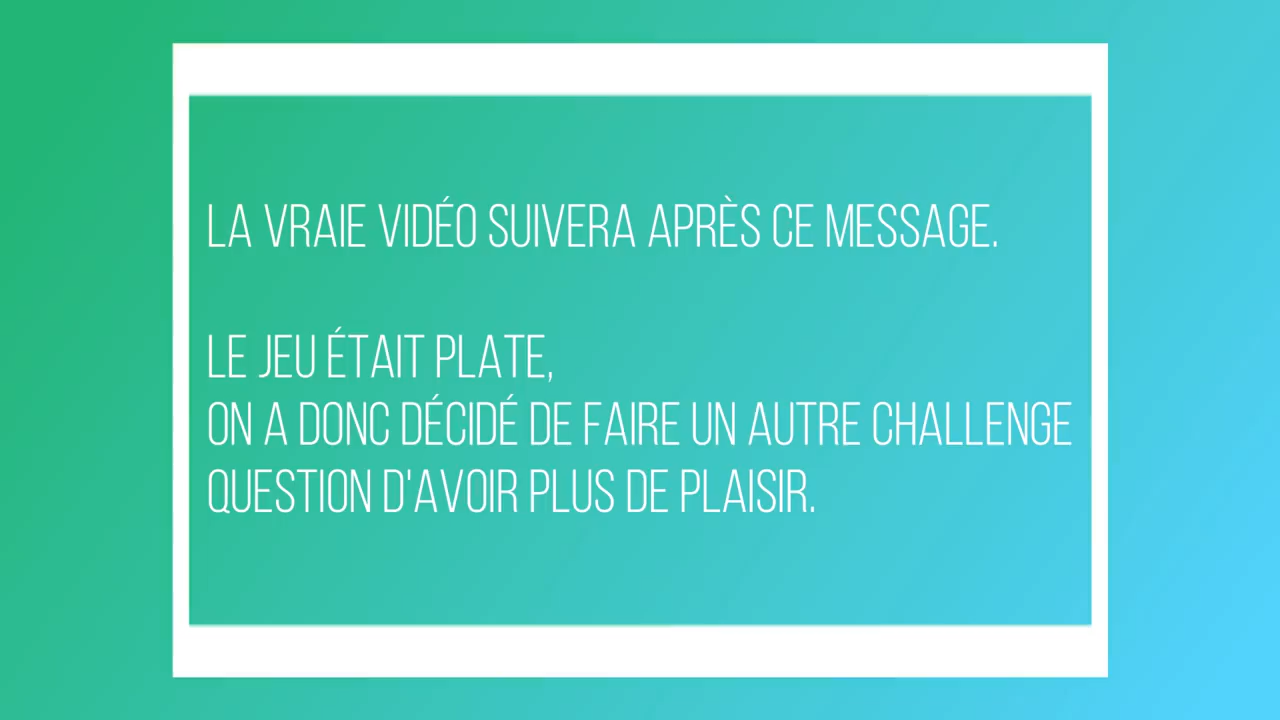 LA VRAIE VIDÉO SUIVERA APRÈS CE MESSAGE.
LE JEU ÉTAIT PLATE,
ON A DONC DÉCIDÉ DE FAIRE UN AUTRE CHALLENGE
QUESTION D'AVOIR PLUS DE PLAISIR.